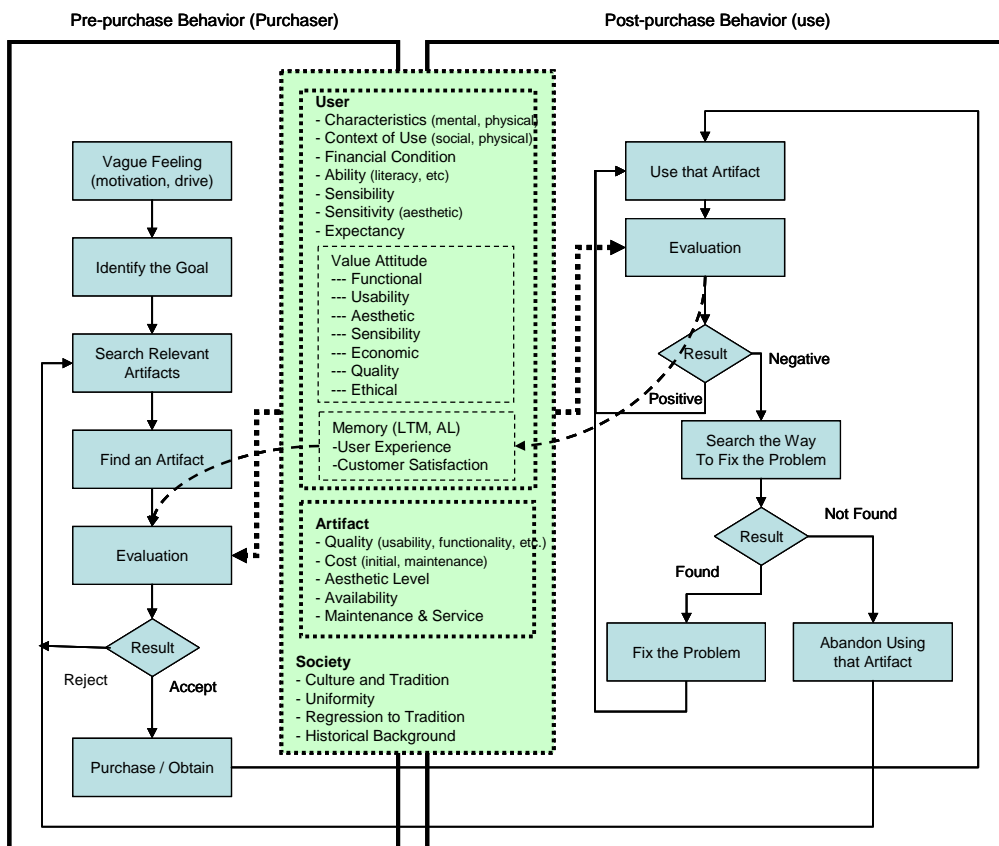 Pre-purchase Behavior (Purchaser)
Post-purchase Behavior (use)
Vague Feeling
(motivation, drive)
Identify the Goal
Search Relevant
Artifacts
Find an Artifact
Evaluation
Result
Reject
Accept
Purchase / Obtain
User
- Characteristics (mental, physical)
- Context of Use (social, physical)
- Financial Condition
- Ability (literacy, etc)
- Sensibility
- Sensitivity (aesthetic)
- Expectancy
Value Attitude
--- Functional
--- Usability
--- Aesthetic
--- Sensibility
--- Economic
--- Quality
--- Ethical
Memory (LTM, AL)
-User Experience
-Customer Satisfaction
Artifact
- Quality (usability, functionality, etc.)
- Cost (initial, maintenance)
- Aesthetic Level
- Availability
- Maintenance & Service
Society
- Culture and Tradition
- Uniformity
- Regression to Tradition
- Historical Background
Use that Artifact
Evaluation
Result
Negative
Positive
Search the Way
To Fix the Problem
Result
Not Found
Found
Fix the Problem
Abandon Using
that Artifact